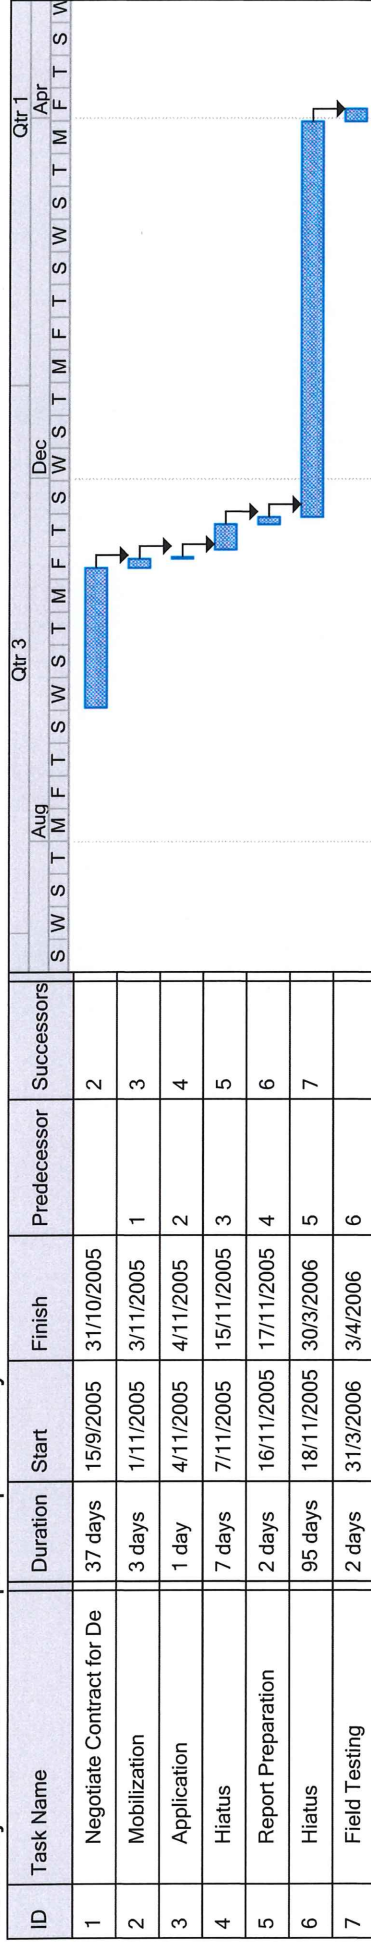 Qtr 3 Qtr 1
Aug Dec Apr
ID Task Name Duration Start Finish Predecessor Successors S W S T M F T S W S T M F T S W S T M F T S W S T M F T S W
1 Negotiate Contract for De 37 days 15/9/2005 31/10/2005 2
2 Mobilization 3 days 1/11/2005 3/11/2005 1 3
3 Application 1 day 4/11/2005 4/11/2005 2 4
4 Hiatus 7 days 7/11/2005 15/11/2005 3 5
5 Report Preparation 2 days 16/11/2005 17/11/2005 4 6
6 Hiatus 95 days 18/11/2005 30/3/2006 5 7
7 Field Testing 2 days 31/3/2006 3/4/2006 6